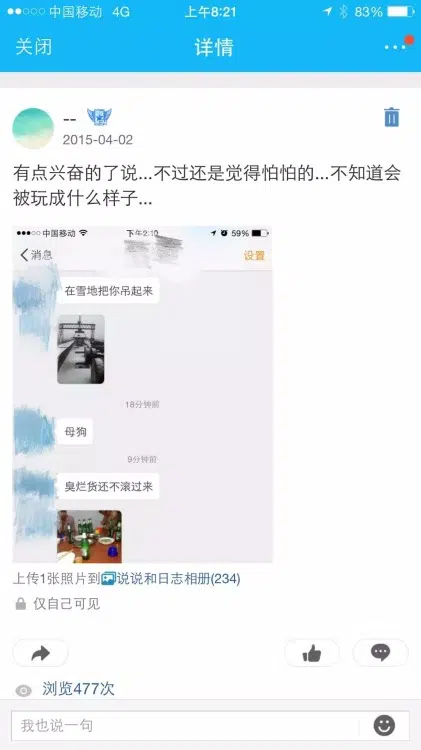 中国移动 4G 上午8:21 83%
关闭 详情
--
2015-04-02
有点兴奋的了说...不过还是觉得怕怕的...不知道会
被玩成什么样子...
中国移动 下午2:10 59%
消息 设置
在雪地把你吊起来
18分钟前
母狗
9分钟前
臭烂货还不滚过来
上传1张照片到说说和日志相册(234)
仅自己可见
浏览477次
我也说一句